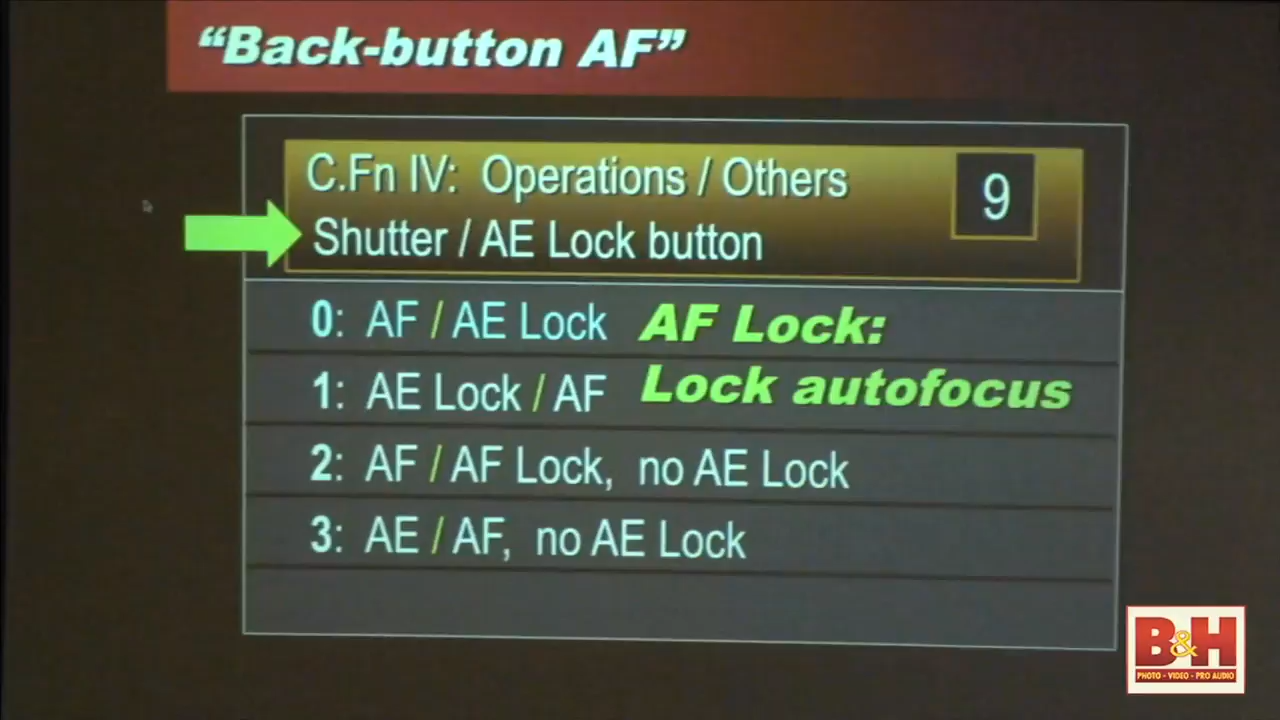 “Back-button AF”
C.Fn IV: Operations / Others
9
Shutter / AE Lock button
0: AF / AE Lock
AF Lock:
1: AE Lock / AF
Lock autofocus
2: AF / AF Lock, no AE Lock
3: AE / AF, no AE Lock
B&H
PHOTO - VIDEO - PRO AUDIO